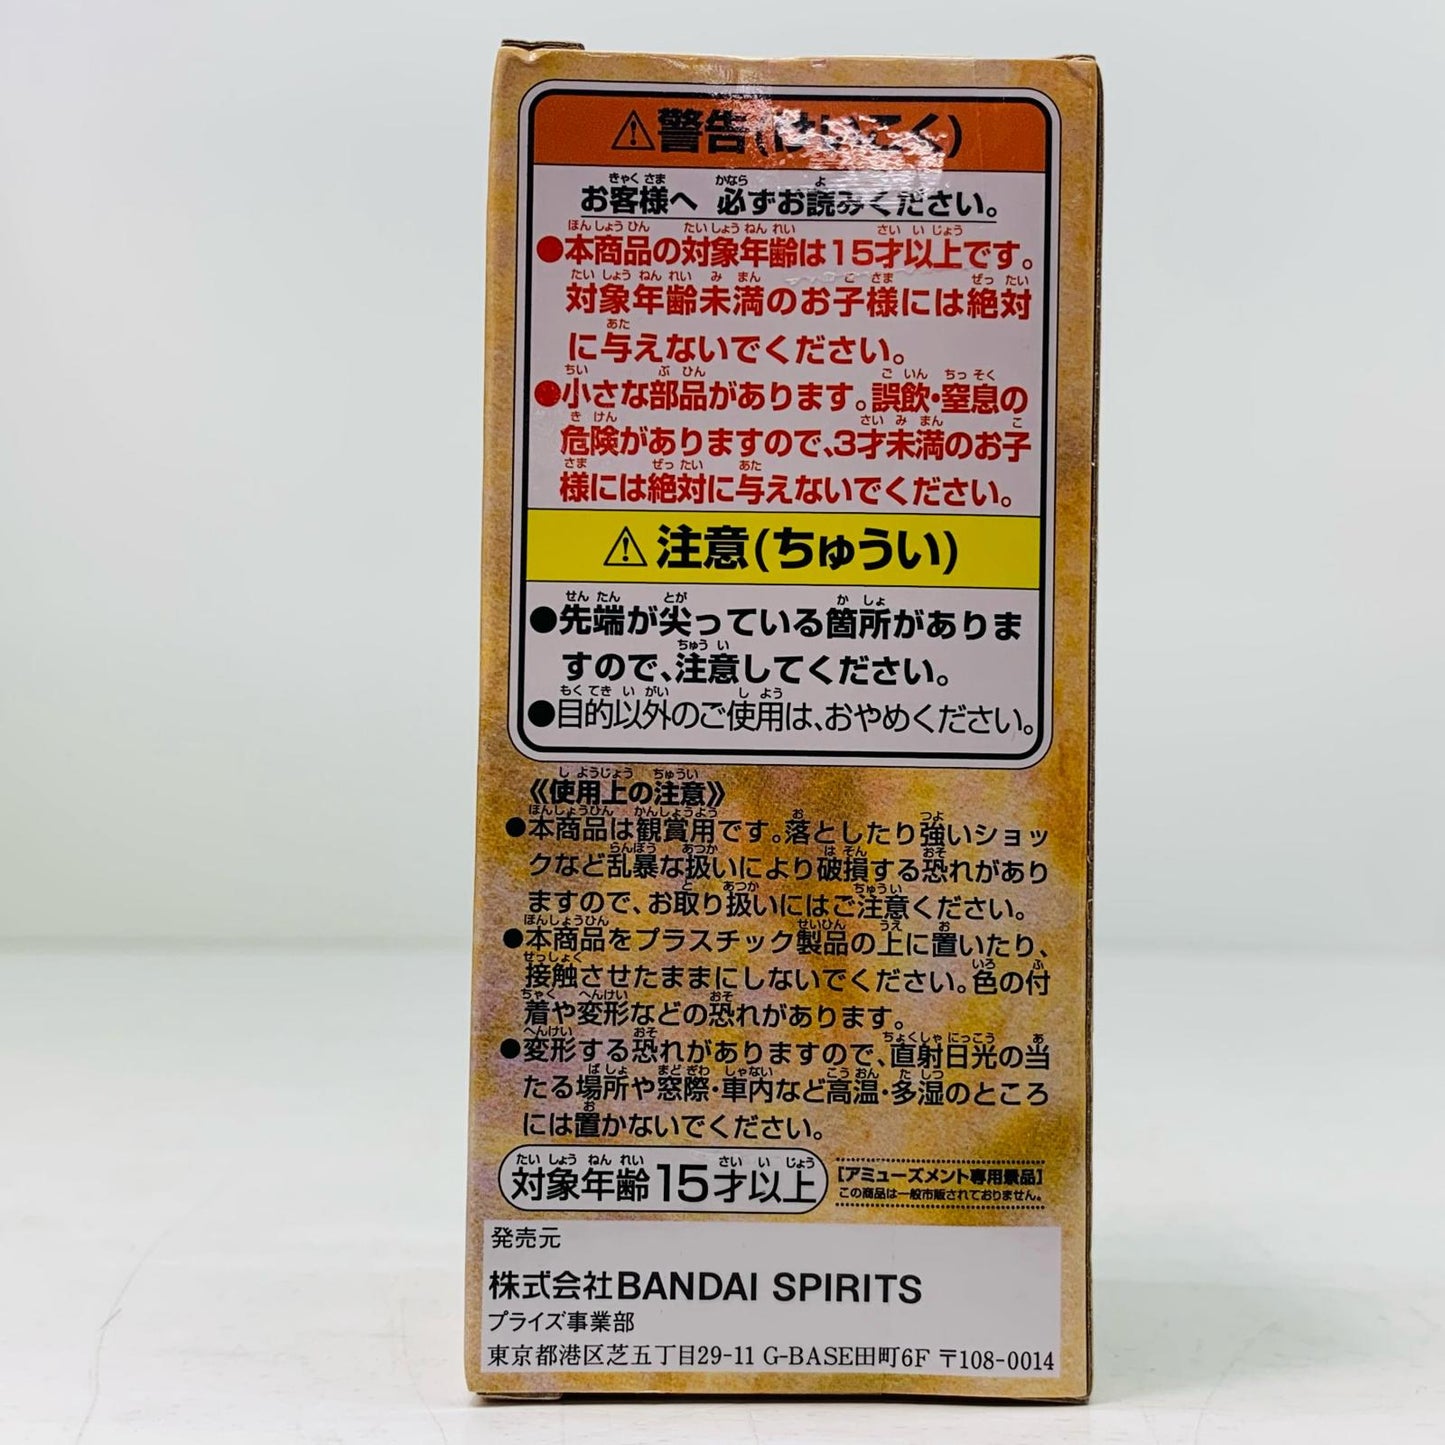 ⚠警告(けいこく)
お客様へ 必ずお読みください。
●本商品の対象年齢は15才以上です。
対象年齢未満のお子様には絶対
に与えないでください。
●小さな部品があります。誤飲・窒息の
危険がありますので、3才未満のお子
様には絶対に与えないでください。
⚠注意(ちゅうい)
●先端が尖っている箇所がありま
すので、注意してください。
●目的以外のご使用は、おやめください。
《使用上の注意》
●本商品は観賞用です。落としたり強いショッ
クなど乱暴な扱いにより破損する恐れがあり
ますので、お取り扱いにはご注意ください。
●本商品をプラスチック製品の上に置いたり、
接触させたままにしないでください。色の付
着や変形などの恐れがあります。
●変形する恐れがありますので、直射日光の当
たる場所や窓際・車内など高温・多湿のところ
には置かないでください。
対象年齢15才以上
【アミューズメント専用景品】
この商品は一般市販されておりません。
発売元
株式会社BANDAI SPIRITS
プライズ事業部
東京都港区芝五丁目29-11 G-BASE田町6F 〒108-0014